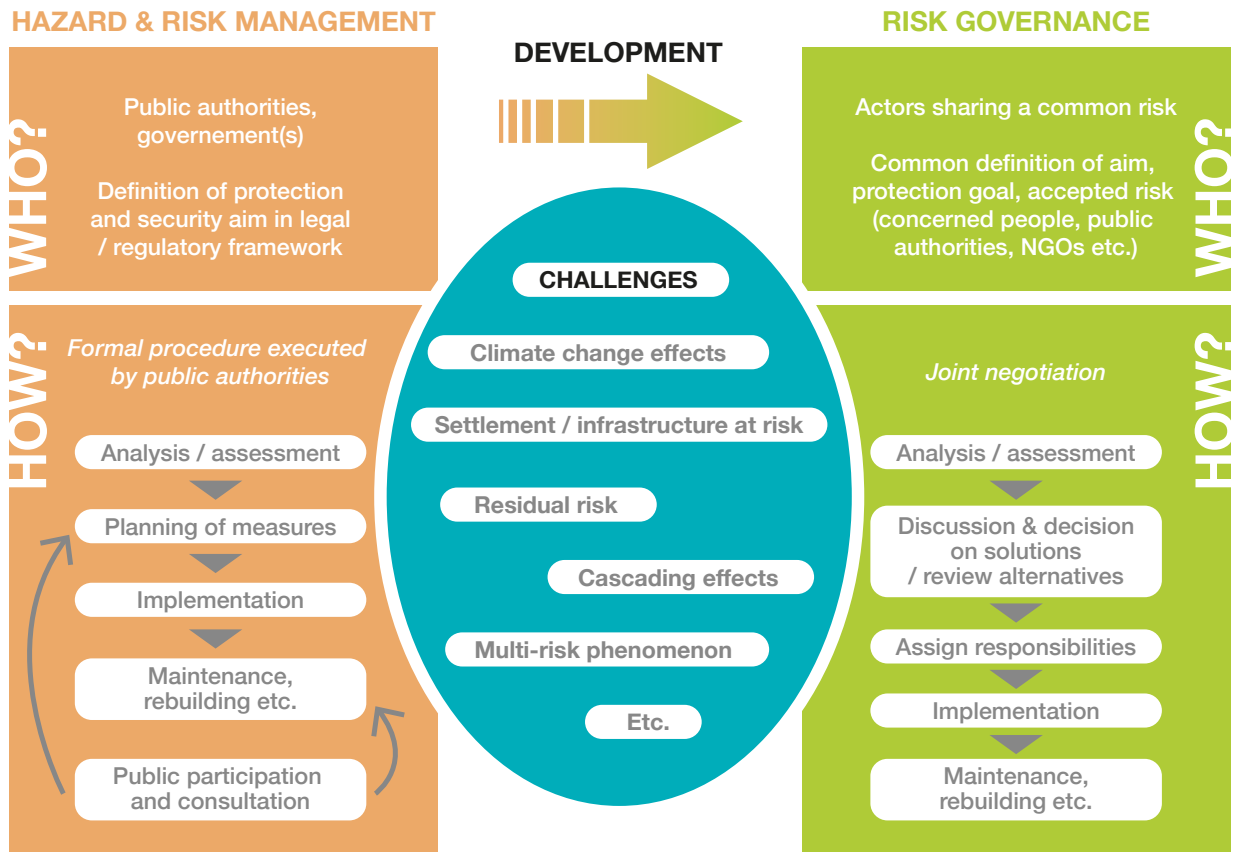 HAZARD & RISK MANAGEMENT
WHO?
Public authorities,
governement(s)
Definition of protection
and security aim in legal
/ regulatory framework
HOW?
Formal procedure executed
by public authorities
Analysis / assessment
Planning of measures
Implementation
Maintenance,
rebuilding etc.
Public participation
and consultation
DEVELOPMENT
CHALLENGES
Climate change effects
Settlement / infrastructure at risk
Residual risk
Cascading effects
Multi-risk phenomenon
Etc.
RISK GOVERNANCE
WHO?
Actors sharing a common risk
Common definition of aim,
protection goal, accepted risk
(concerned people, public
authorities, NGOs etc.)
HOW?
Joint negotiation
Analysis / assessment
Discussion & decision
on solutions
/ review alternatives
Assign responsibilities
Implementation
Maintenance,
rebuilding etc.